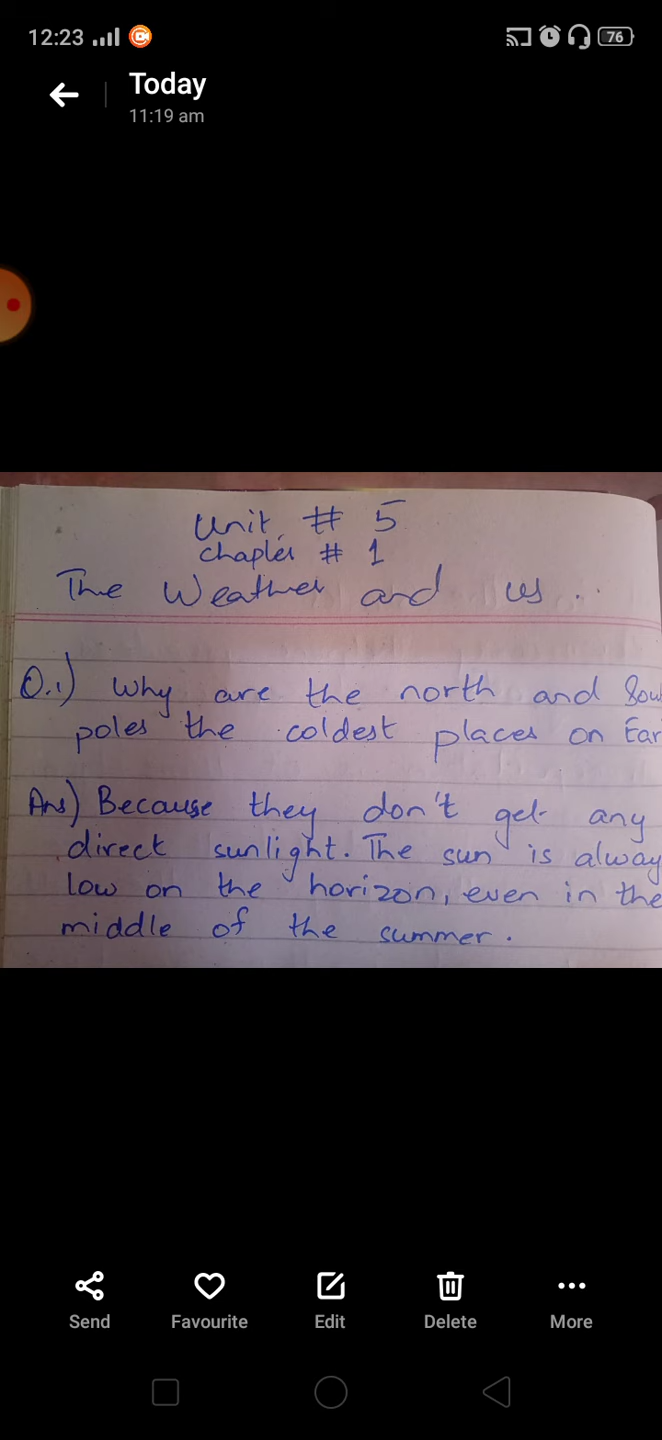 12:23
76
Today
11:19 am
Unit # 5
Chapter # 1
The Weather and us ..
Q.1) Why are the north and Sou
poles the coldest places on Ear
Ans) Because they don't get any
direct sunlight. The sun is alway
low on the horizon, even in the
middle of the summer.
Send
Favourite
Edit
Delete
More